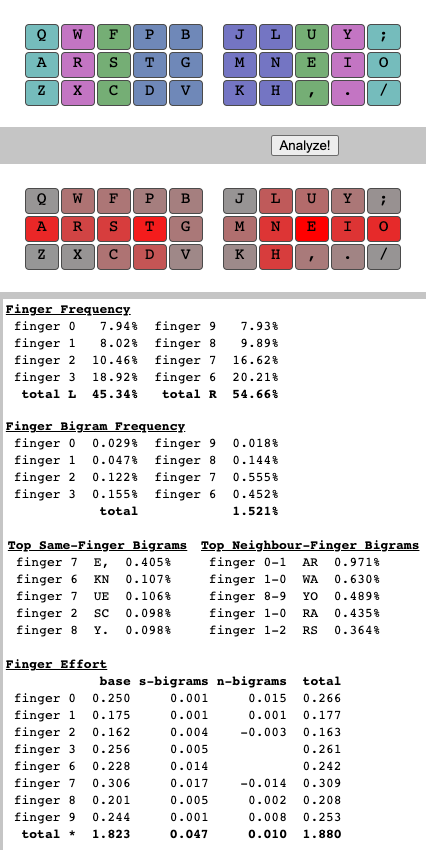 Q W F P B J L U Y ;
A R S T G M N E I O
Z X C D V K H , . /
Analyze!
Q W F P B J L U Y ;
A R S T G M N E I O
Z X C D V K H , . /
Finger Frequency
finger 0 7.94% finger 9 7.93%
finger 1 8.02% finger 8 9.89%
finger 2 10.46% finger 7 16.62%
finger 3 18.92% finger 6 20.21%
total L 45.34% total R 54.66%
Finger Bigram Frequency
finger 0 0.029% finger 9 0.018%
finger 1 0.047% finger 8 0.144%
finger 2 0.122% finger 7 0.555%
finger 3 0.155% finger 6 0.452%
total 1.521%
Top Same-Finger Bigrams Top Neighbour-Finger Bigrams
finger 7 E, 0.405% finger 0-1 AR 0.971%
finger 6 KN 0.107% finger 1-0 WA 0.630%
finger 7 UE 0.106% finger 8-9 YO 0.489%
finger 2 SC 0.098% finger 1-0 RA 0.435%
finger 8 Y. 0.098% finger 1-2 RS 0.364%
Finger Effort
base s-bigrams n-bigrams total
finger 0 0.250 0.001 0.015 0.266
finger 1 0.175 0.001 0.001 0.177
finger 2 0.162 0.004 -0.003 0.163
finger 3 0.256 0.005 0.261
finger 6 0.228 0.014 0.242
finger 7 0.306 0.017 -0.014 0.309
finger 8 0.201 0.005 0.002 0.208
finger 9 0.244 0.001 0.008 0.253
total * 1.823 0.047 0.010 1.880